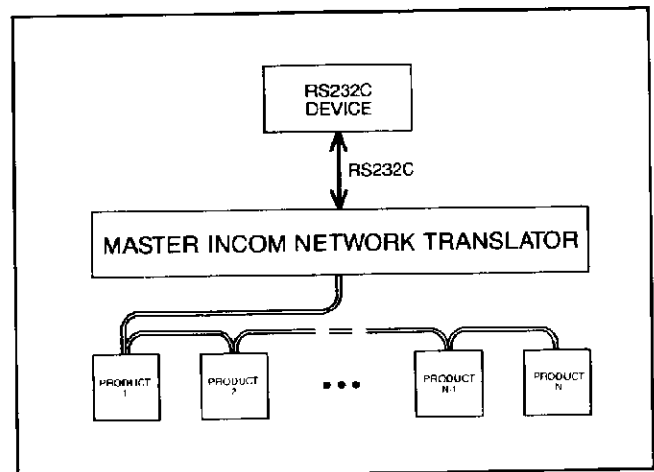 RS232C
DEVICE
RS232C
MASTER INCOM NETWORK TRANSLATOR
PRODUCT
1
PRODUCT
2
•••
PRODUCT
N-1
PRODUCT
N